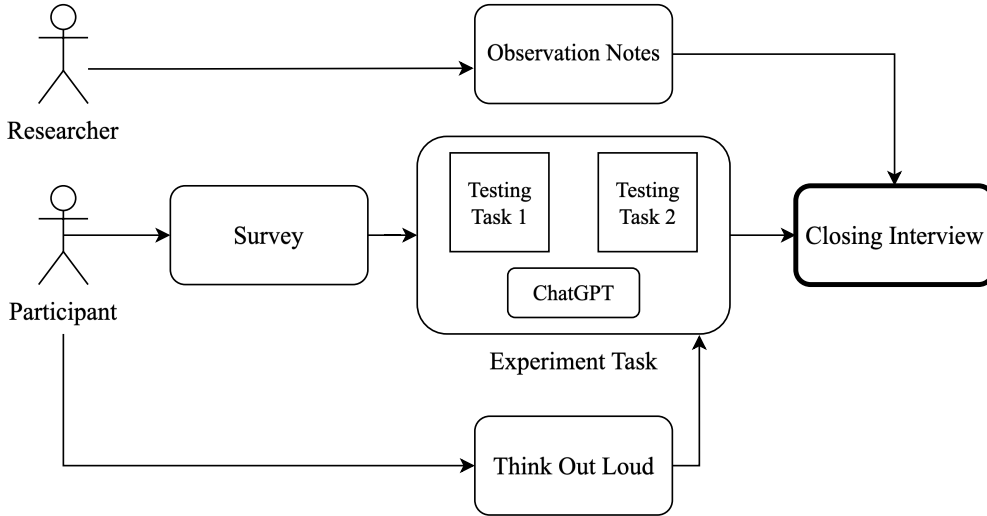 Observation Notes
Researcher
Testing
Task 1
Testing
Task 2
Survey
Closing Interview
ChatGPT
Participant
Experiment Task
Think Out Loud